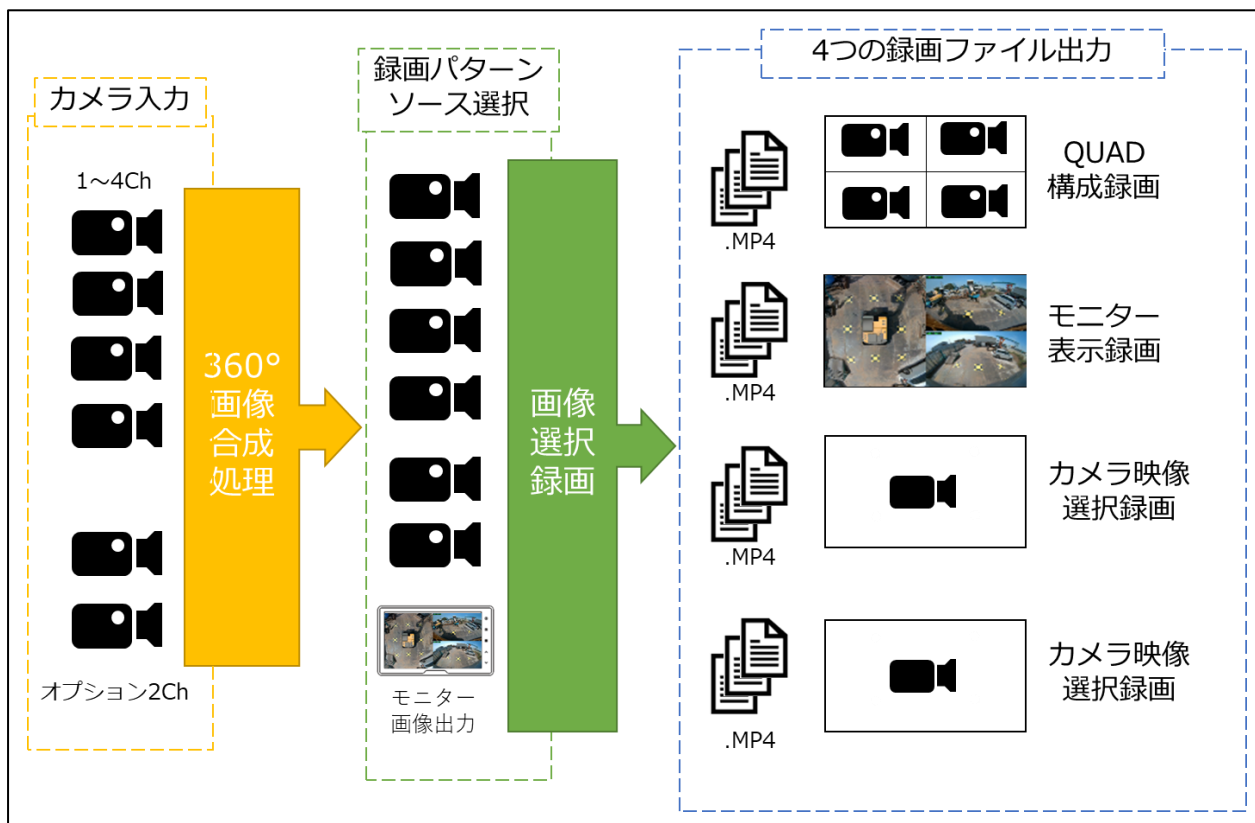 カメラ入力
1～4Ch
オプション2Ch
360°
画像
合成
処理
録画パターン
ソース選択
モニター
画像出力
画像
選択
録画
4つの録画ファイル出力
.MP4
QUAD
構成録画
.MP4
モニター
表示録画
.MP4
カメラ映像
選択録画
.MP4
カメラ映像
選択録画